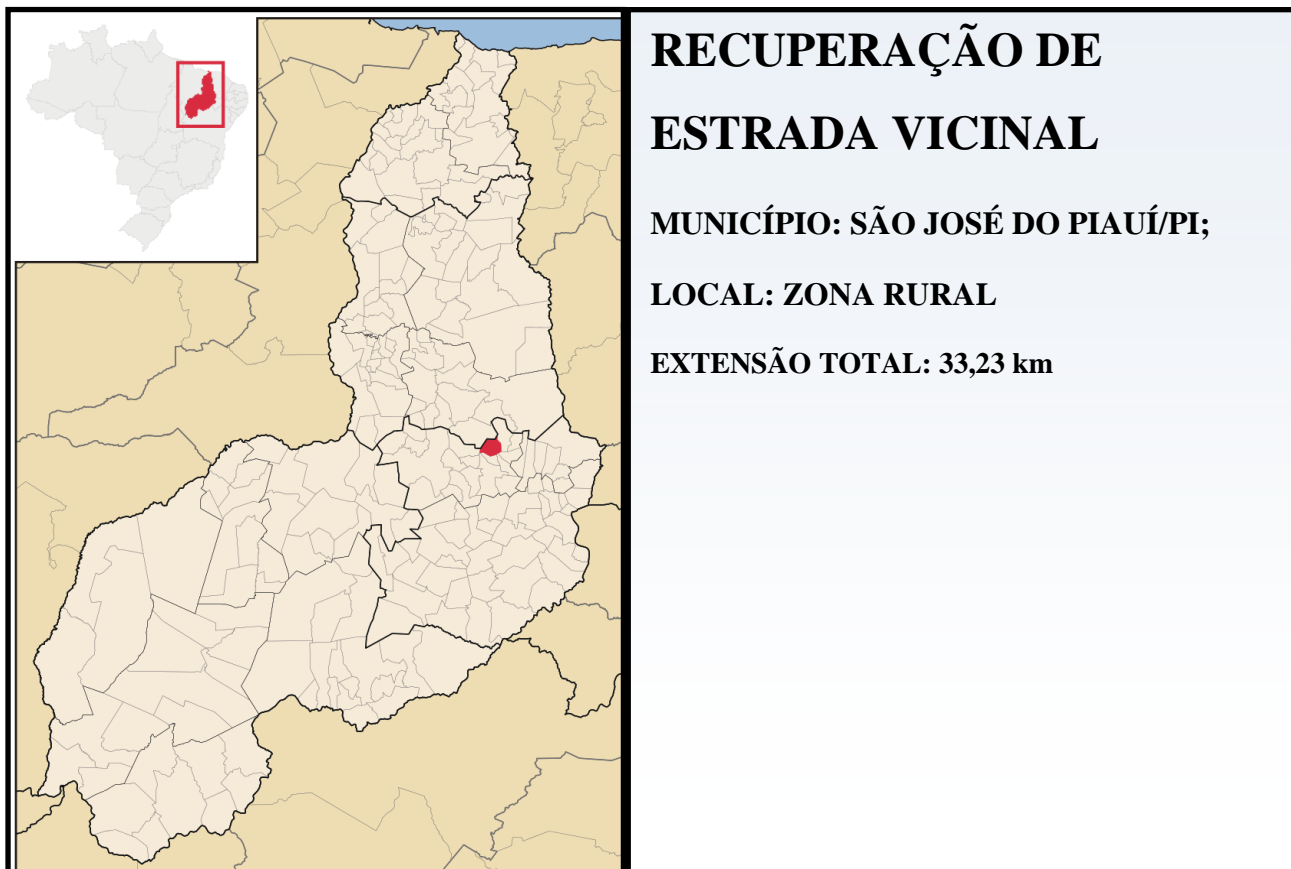 RECUPERAÇÃO DE
ESTRADA VICINAL
MUNICÍPIO: SÃO JOSÉ DO PIAUÍ/PI;
LOCAL: ZONA RURAL
EXTENSÃO TOTAL: 33,23 km